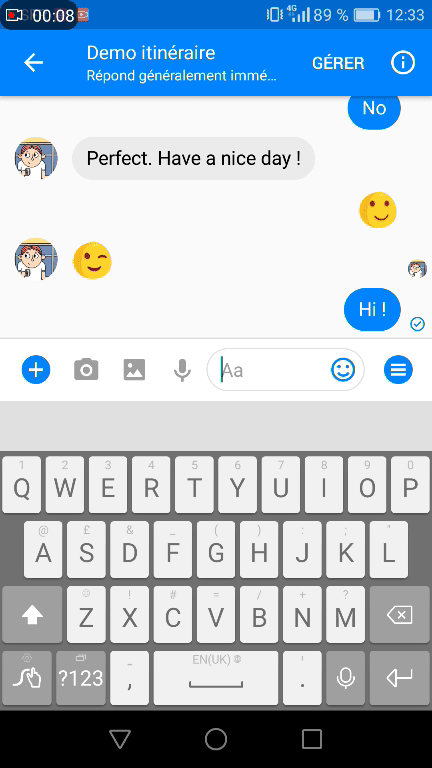 00:08 4G 89 % 12:33
Demo itinéraire
Répond généralement immé…
GÉRER
No
Perfect. Have a nice day !
Hi !
Aa
1 2 3 4 5 6 7 8 9 0
Q W E R T Y U I O P
@ £ & _ ( ) : ; "
A S D F G H J K L
! # = / + ?
Z X C V B N M
?123 , EN(UK) .